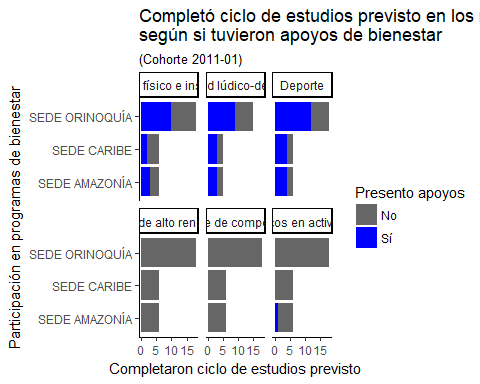 Completó ciclo de estudios previsto en los
según si tuvieron apoyos de bienestar
(Cohorte 2011-01)
físico e ins
d lúdico-de
Deporte
SEDE ORINOQUÍA
SEDE CARIBE
SEDE AMAZONÍA
de alto ren
e de compe
os en activ
SEDE ORINOQUÍA
SEDE CARIBE
SEDE AMAZONÍA
0 5 10 15 0 5 10 15 0 5 10 15
Completaron ciclo de estudios previsto
Participación en programas de bienestar
Presento apoyos
No
Sí